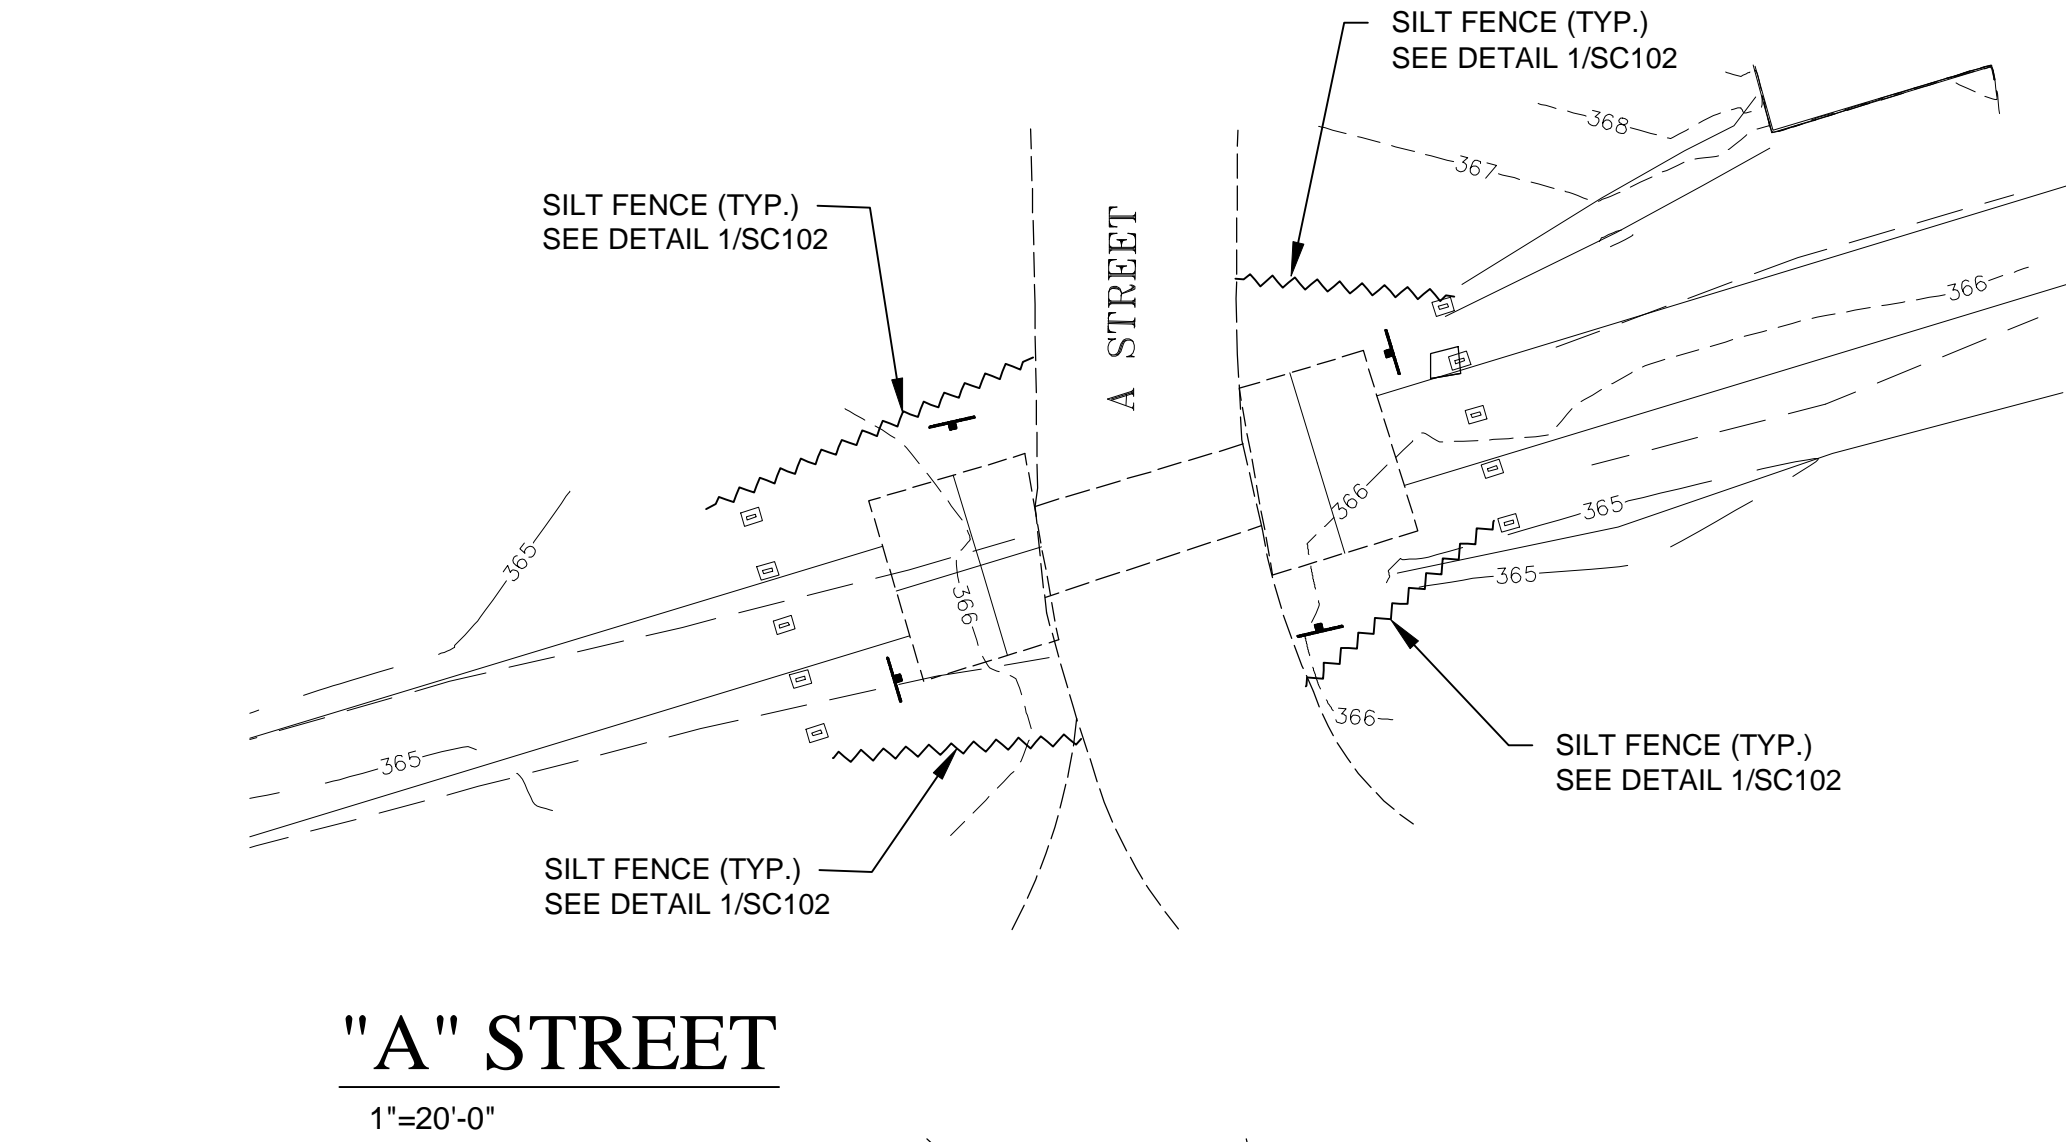 SILT FENCE (TYP.)
SEE DETAIL 1/SC102
368
367
SILT FENCE (TYP.)
SEE DETAIL 1/SC102
A STREET
366
366
365
365
365
366
366
365
SILT FENCE (TYP.)
SEE DETAIL 1/SC102
SILT FENCE (TYP.)
SEE DETAIL 1/SC102
"A" STREET
1"=20'-0"